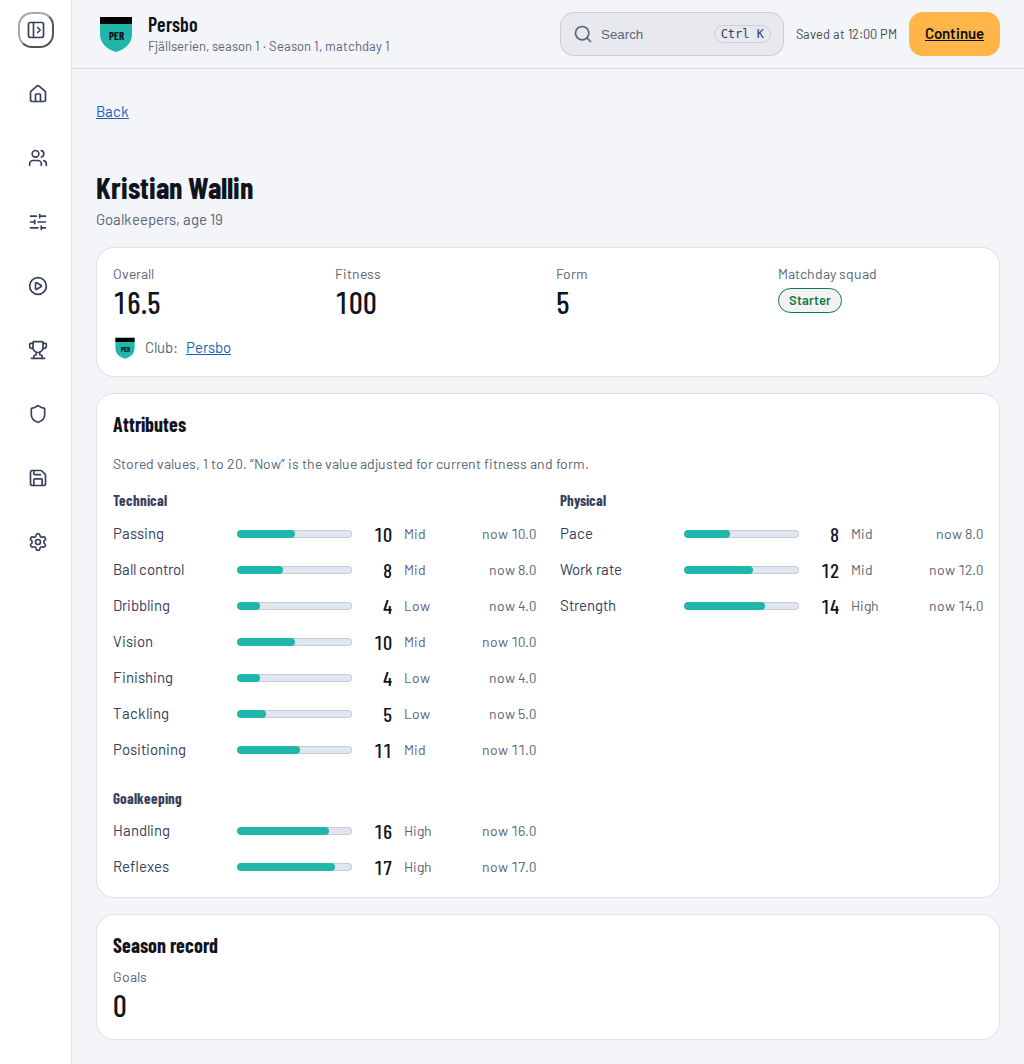 PER
Persbo
Fjällserien, season 1 · Season 1, matchday 1
Search
Ctrl K
Saved at 12:00 PM
Continue
Back
Kristian Wallin
Goalkeepers, age 19
Overall
16.5
Fitness
100
Form
5
Matchday squad
Starter
PER
Club: Persbo
Attributes
Stored values, 1 to 20. “Now” is the value adjusted for current fitness and form.
Technical
Passing 10 Mid now 10.0
Ball control 8 Mid now 8.0
Dribbling 4 Low now 4.0
Vision 10 Mid now 10.0
Finishing 4 Low now 4.0
Tackling 5 Low now 5.0
Positioning 11 Mid now 11.0
Physical
Pace 8 Mid now 8.0
Work rate 12 Mid now 12.0
Strength 14 High now 14.0
Goalkeeping
Handling 16 High now 16.0
Reflexes 17 High now 17.0
Season record
Goals
0